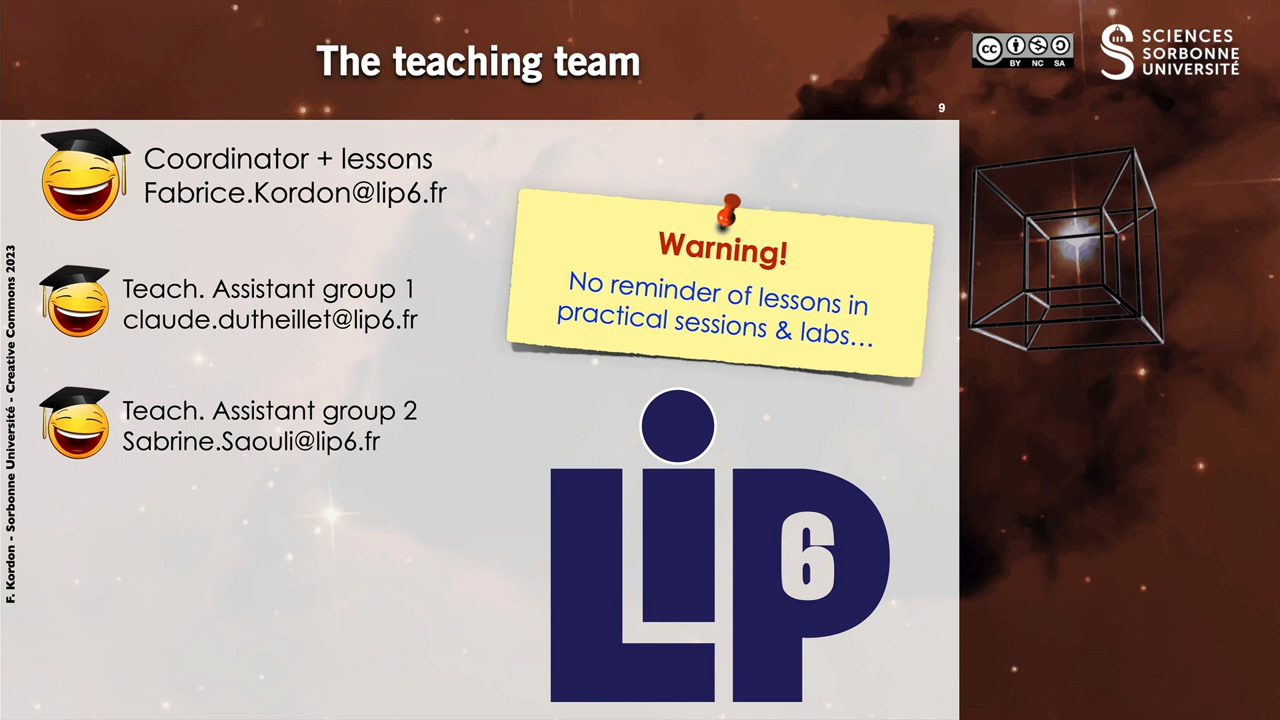 The teaching team
BY NC SA
SCIENCES
SORBONNE
UNIVERSITÉ
9
Coordinator + lessons
Fabrice.Kordon@lip6.fr
Warning!
No reminder of lessons in
practical sessions & labs...
Teach. Assistant group 1
claude.dutheillet@lip6.fr
Teach. Assistant group 2
Sabrine.Saouli@lip6.fr
LiP6
F. Kordon - Sorbonne Université - Creative Commons 2023